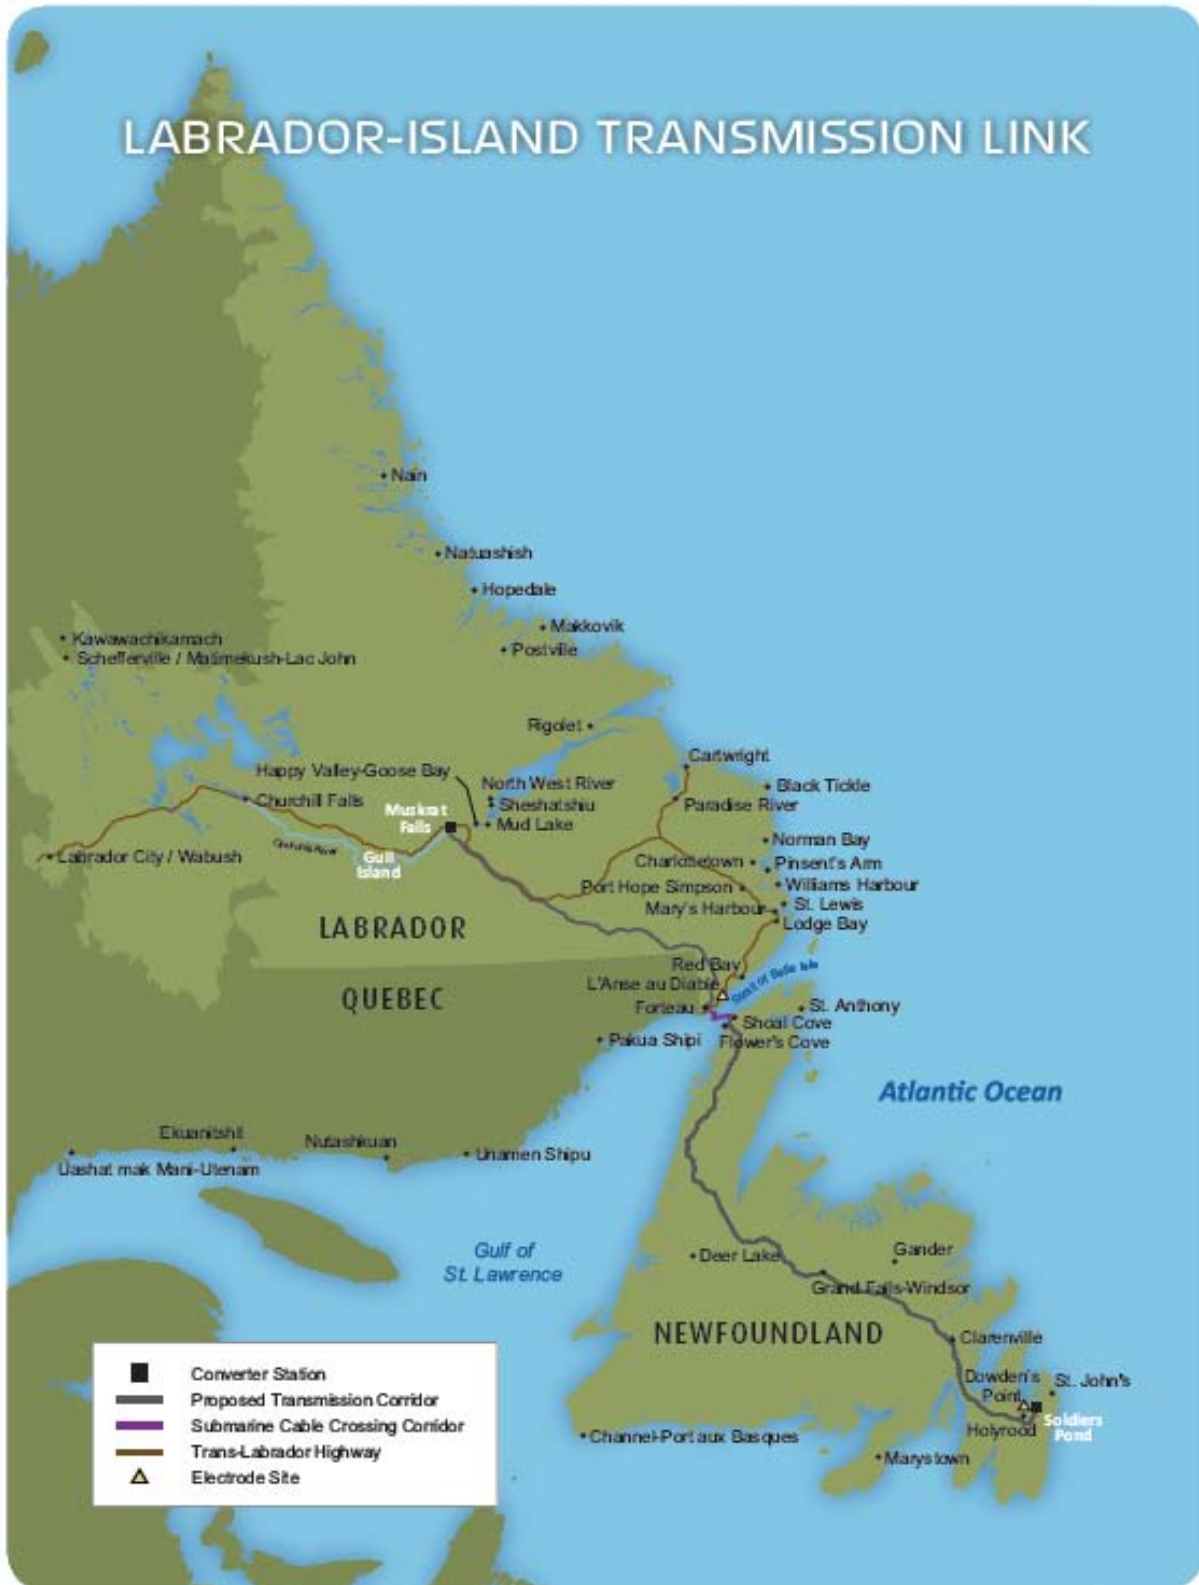 LABRADOR-ISLAND TRANSMISSION LINK
Nain
Natuashish
Hopedale
Makkovik
Postville
Kawawachikamach
Schefferville / Matimekush-Lac John
Rigolet
Cartwright
Happy Valley-Goose Bay
North West River
Black Tickle
Churchill Falls
Sheshatshiu
Paradise River
Muskrat
Falls
Mud Lake
Norman Bay
Churchill River
Labrador City / Wabush
Gull
Island
Charlottetown
Pinsent's Arm
Port Hope Simpson
Williams Harbour
Mary's Harbour
St. Lewis
LABRADOR
Lodge Bay
Red Bay
Strait of Belle Isle
L'Anse au Diable
QUEBEC
Forteau
St. Anthony
Shoal Cove
Pakua Shipi
Flower's Cove
Atlantic Ocean
Ekuanitshit
Nutashkuan
Unamen Shipu
Uashat mak Mani-Utenam
Gulf of
St. Lawrence
Deer Lake
Gander
Grand Falls-Windsor
NEWFOUNDLAND
Clarenville
Dowden's
Point
St. John's
Soldiers
Pond
Holyrood
Channel-Port aux Basques
Marystown
Converter Station
Proposed Transmission Corridor
Submarine Cable Crossing Corridor
Trans-Labrador Highway
Electrode Site